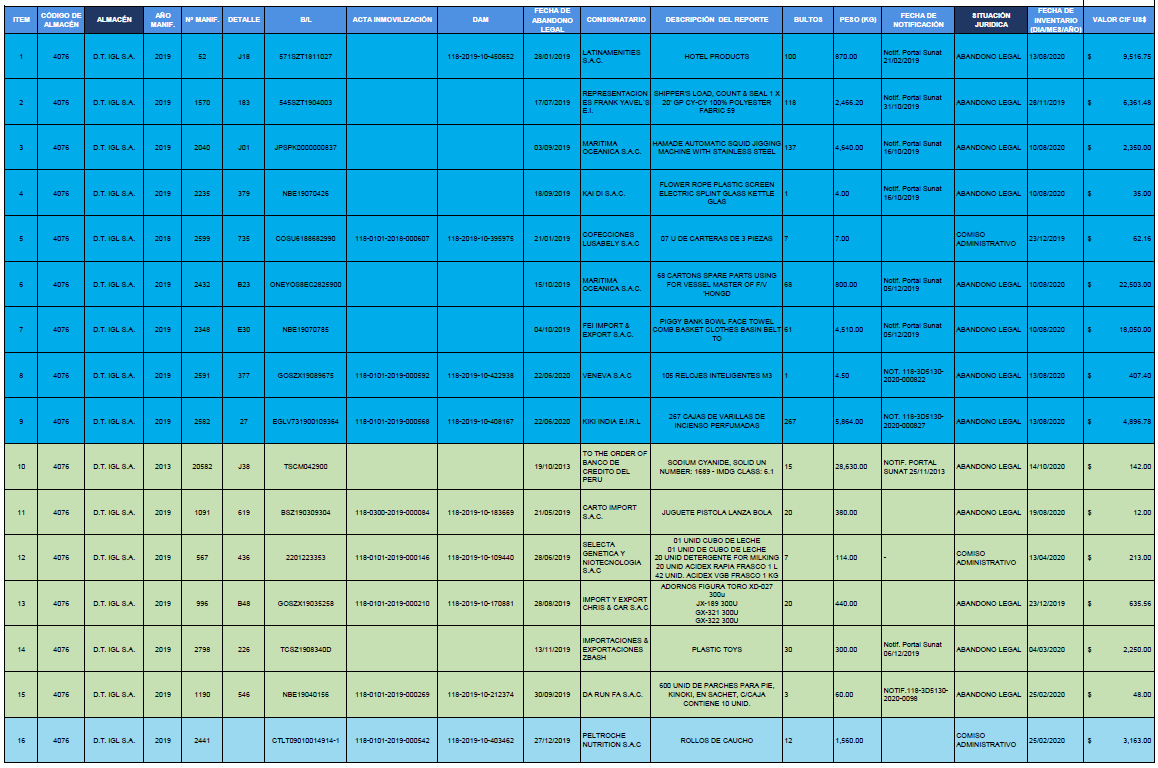 ITEM CÓDIGO DE ALMACÉN ALMACÉN AÑO MANIF. Nº MANIF. DETALLE B/L ACTA INMOVILIZACIÓN DAM FECHA DE ABANDONO LEGAL CONSIGNATARIO DESCRIPCIÓN DEL REPORTE BULTOS PESO (KG) FECHA DE NOTIFICACIÓN SITUACIÓN JURIDICA FECHA DE INVENTARIO (DIA/MES/AÑO) VALOR CIF US$
1 4076 D.T. IGL S.A. 2019 52 J18 571SZT1811027 118-2019-10-450652 28/01/2019 LATINAMENITIES S.A.C. HOTEL PRODUCTS 100 870.00 Notif. Portal Sunat 21/02/2019 ABANDONO LEGAL 13/08/2020 $ 9,516.75
2 4076 D.T. IGL S.A. 2019 1570 183 545SZT1904003 17/07/2019 REPRESENTACIONES FRANK YAVEL'S E.I. SHIPPER'S LOAD, COUNT & SEAL 1 X 20' GP CY-CY 100% POLYESTER FABRIC 59 118 2,466.20 Notif. Portal Sunat 31/10/2019 ABANDONO LEGAL 28/11/2019 $ 6,361.48
3 4076 D.T. IGL S.A. 2019 2040 J01 JPSPK0000000837 03/09/2019 MARITIMA OCEANICA S.A.C. HAMADE AUTOMATIC SQUID JIGGING MACHINE WITH STAINLESS STEEL 137 4,640.00 Notif. Portal Sunat 16/10/2019 ABANDONO LEGAL 10/08/2020 $ 2,350.00
4 4076 D.T. IGL S.A. 2019 2235 379 NBE19070426 18/09/2019 KAI DI S.A.C. FLOWER ROPE PLASTIC SCREEN ELECTRIC SPLINT GLASS KETTLE GLAS 1 4.00 Notif. Portal Sunat 16/10/2019 ABANDONO LEGAL 10/08/2020 $ 35.00
5 4076 D.T. IGL S.A. 2018 2599 735 COSU6188682990 118-0101-2018-000607 118-2018-10-395975 21/01/2019 COFECCIONES LUSABELY S.A.C 07 U DE CARTERAS DE 3 PIEZAS 7 7.00 COMISO ADMINISTRATIVO 23/12/2019 $ 62.16
6 4076 D.T. IGL S.A. 2019 2432 B23 ONEYOS8EC2825900 15/10/2019 MARITIMA OCEANICA S.A.C. 68 CARTONS SPARE PARTS USING FOR VESSEL MASTER OF F/V 'HONGD 68 800.00 Notif. Portal Sunat 05/12/2019 ABANDONO LEGAL 10/08/2020 $ 22,503.00
7 4076 D.T. IGL S.A. 2019 2348 E30 NBE19070785 04/10/2019 FEI IMPORT & EXPORT S.A.C. PIGGY BANK BOWL FACE TOWEL COMB BASKET CLOTHES BASIN BELT TO 61 4,510.00 Notif. Portal Sunat 05/12/2019 ABANDONO LEGAL 10/08/2020 $ 18,050.00
8 4076 D.T. IGL S.A. 2019 2591 377 GOSZX19089675 118-0101-2019-000592 118-2019-10-422938 22/06/2020 VENEVA S.A.C 105 RELOJES INTELIGENTES M3 1 4.50 NOT. 118-3D5130-2020-000822 ABANDONO LEGAL 13/08/2020 $ 407.40
9 4076 D.T. IGL S.A. 2019 2582 27 EGLV731900109364 118-0101-2019-000568 118-2019-10-408167 22/06/2020 KIKI INDIA E.I.R.L 267 CAJAS DE VARILLAS DE INCIENSO PERFUMADAS 267 5,864.00 NOT. 118-3D5130-2020-000827 ABANDONO LEGAL 13/08/2020 $ 4,896.78
10 4076 D.T. IGL S.A. 2013 20582 J38 TSCM042900 19/10/2013 TO THE ORDER OF BANCO DE CREDITO DEL PERU SODIUM CYANIDE, SOLID UN NUMBER: 1689 - IMDG CLASS: 6.1 15 28,630.00 NOTIF. PORTAL SUNAT 25/11/2013 ABANDONO LEGAL 14/10/2020 $ 142.00
11 4076 D.T. IGL S.A. 2019 1091 619 BSZ190309304 118-0300-2019-000084 118-2019-10-183669 21/05/2019 CARTO IMPORT S.A.C. JUGUETE PISTOLA LANZA BOLA 20 380.00 ABANDONO LEGAL 19/08/2020 $ 12.00
12 4076 D.T. IGL S.A. 2019 567 436 2201223353 118-0101-2019-000146 118-2019-10-109440 28/06/2019 SELECTA GENETICA Y NIOTECNOLOGIA S.A.C 01 UNID CUBO DE LECHE 01 UNID DE CUBO DE LECHE 20 UNID DETERGENTE FOR MILKING 20 UNID ACIDEX RAPIA FRASCO 1 L 42 UNID. ACIDEX VGB FRASCO 1 KG 7 114.00 - COMISO ADMINISTRATIVO 13/04/2020 $ 213.00
13 4076 D.T. IGL S.A. 2019 996 B48 GOSZX19035258 118-0101-2019-000210 118-2019-10-170881 28/08/2019 IMPORT Y EXPORT CHRIS & CAR S.A.C ADORNOS FIGURA TORO XD-027 300u JX-189 300U GX-321 300U GX-322 300U 20 440.00 ABANDONO LEGAL 23/12/2019 $ 635.56
14 4076 D.T. IGL S.A. 2019 2798 226 TCSZ1908340D 13/11/2019 IMPORTACIONES & EXPORTACIONES ZBASH PLASTIC TOYS 30 300.00 Notif. Portal Sunat 06/12/2019 ABANDONO LEGAL 04/03/2020 $ 2,250.00
15 4076 D.T. IGL S.A. 2019 1190 546 NBE19040156 118-0101-2019-000269 118-2019-10-212374 30/09/2019 DA RUN FA S.A.C. 600 UNID DE PARCHES PARA PIE, KINOKI, EN SACHET, C/CAJA CONTIENE 10 UNID. 3 60.00 NOTIF.118-3D5130-2020-0098 ABANDONO LEGAL 25/02/2020 $ 48.00
16 4076 D.T. IGL S.A. 2019 2441 CTLT09010014914-1 118-0101-2019-000542 118-2019-10-403462 27/12/2019 PELTROCHE NUTRITION S.A.C ROLLOS DE CAUCHO 12 1,560.00 COMISO ADMINISTRATIVO 25/02/2020 $ 3,163.00